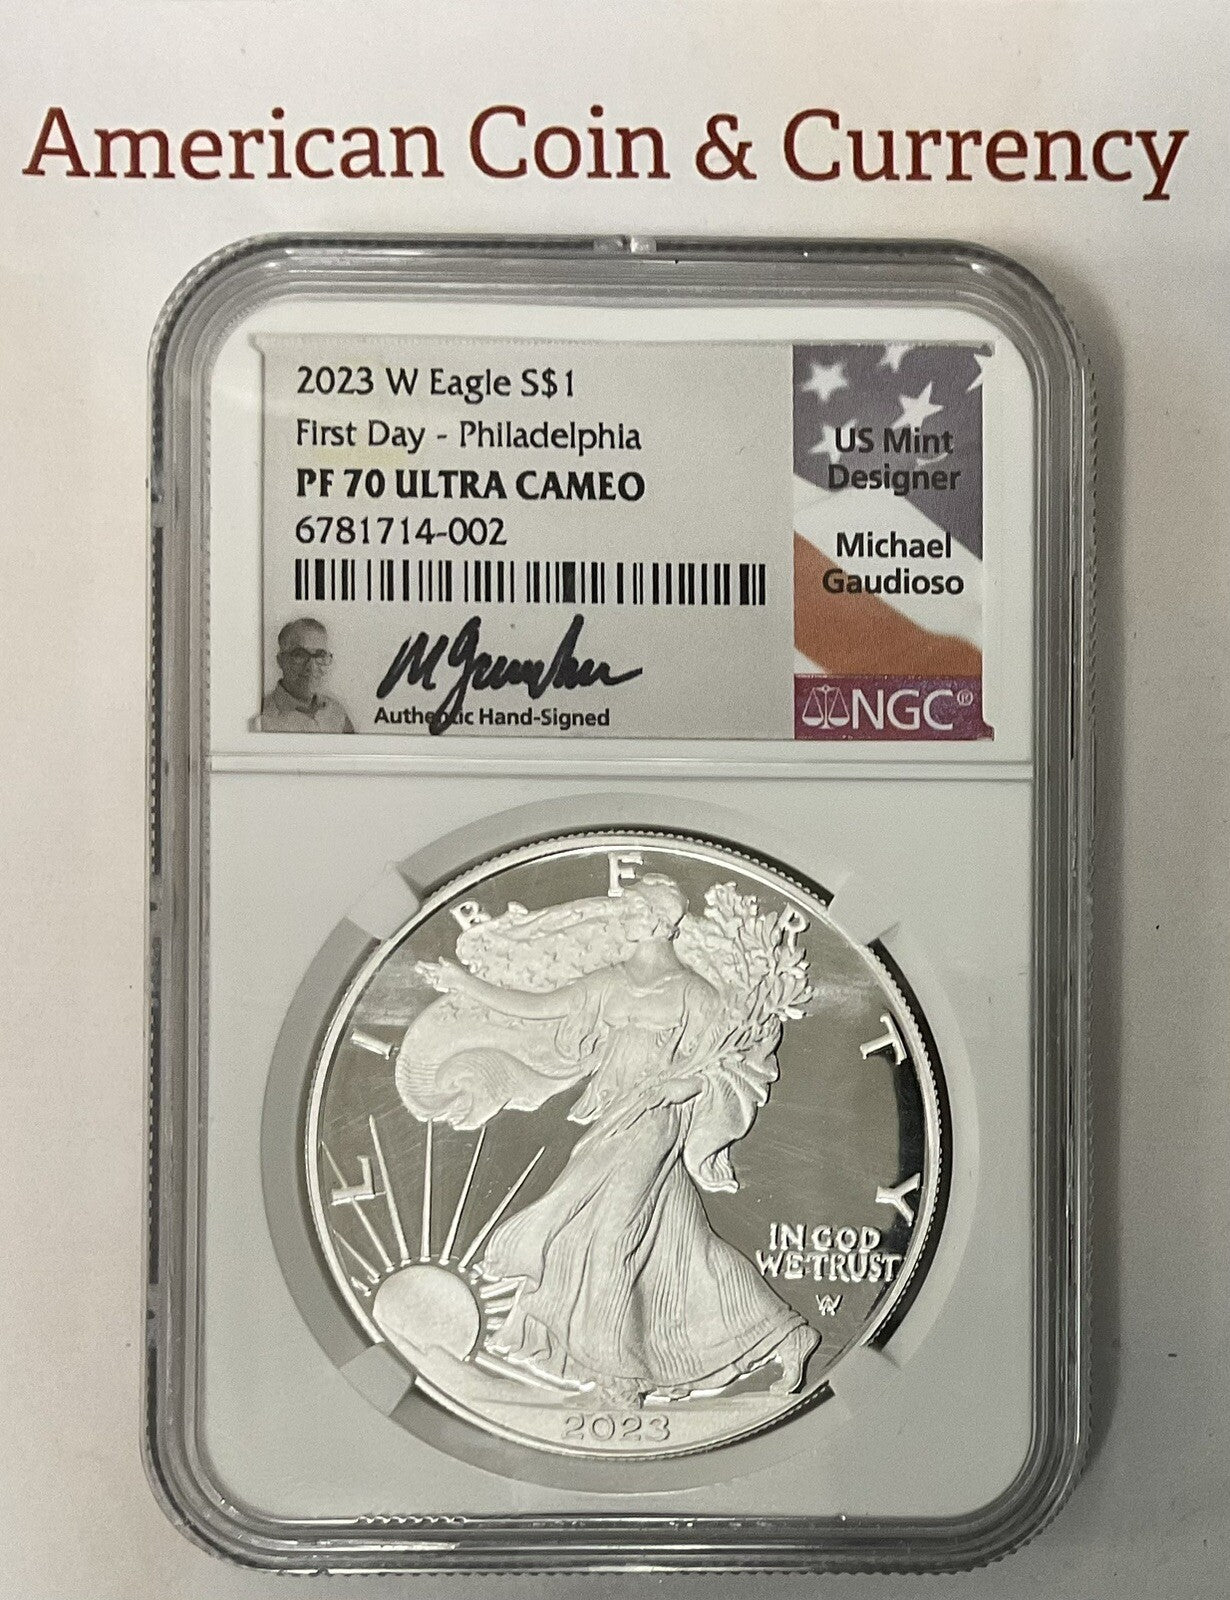 American Coin & Currency
2023 W Eagle S$1
First Day - Philadelphia
PF 70 ULTRA CAMEO
6781714-002
Authentic Hand-Signed
US Mint
Designer
Michael
Gaudioso
NGC®
LIBERTY
IN GOD
WE TRUST
2023